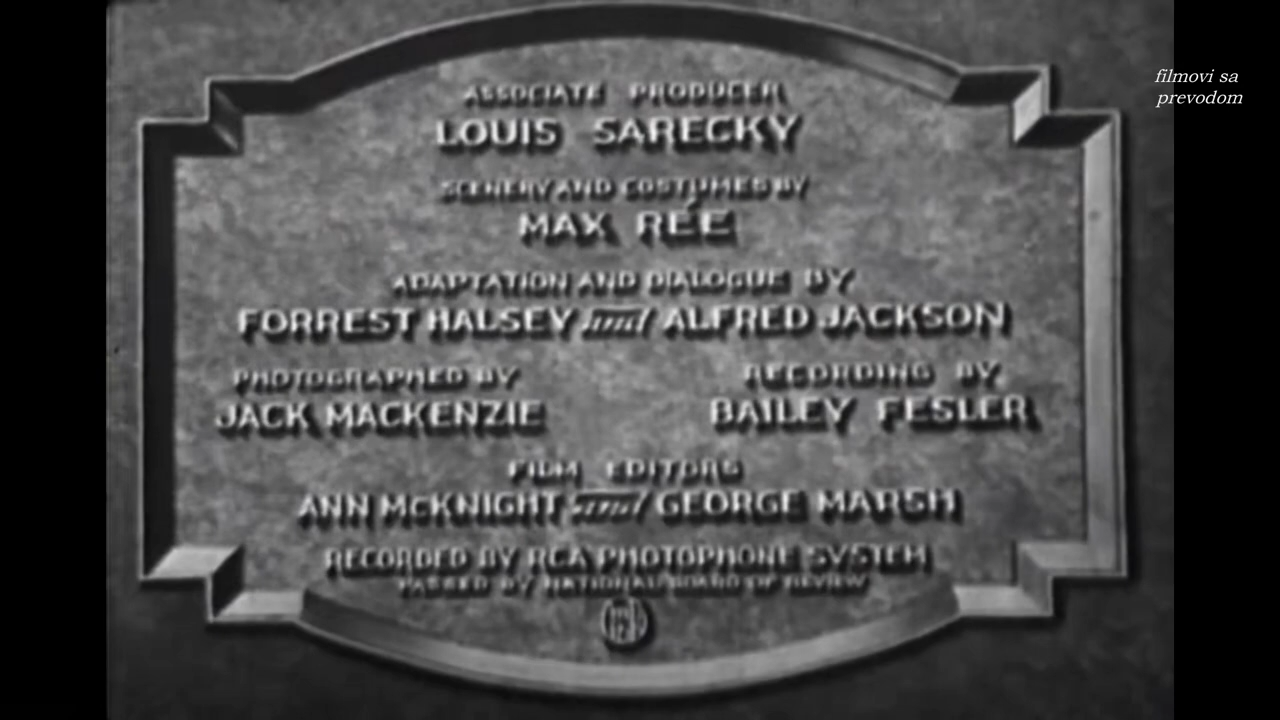 ASSOCIATE PRODUCER
LOUIS SARECKY
SCENERY AND COSTUMES BY
MAX RÉE
ADAPTATION AND DIALOGUE BY
FORREST HALSEY and ALFRED JACKSON
PHOTOGRAPHED BY
JACK MACKENZIE
RECORDING BY
BAILEY FESLER
FILM EDITORS
ANN McKNIGHT and GEORGE MARSH
RECORDED BY RCA PHOTOPHONE SYSTEM
PASSED BY NATIONAL BOARD OF REVIEW
filmovi sa
prevodom